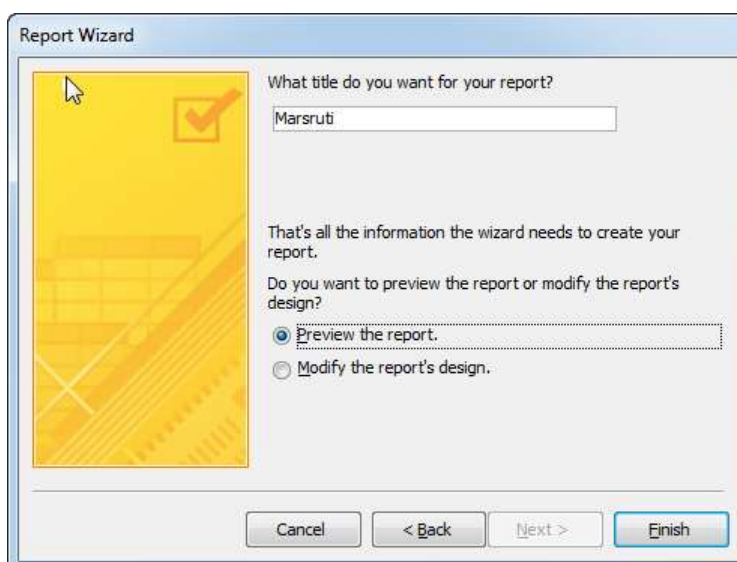 Report Wizard
What title do you want for your report?
Marsruti
That's all the information the wizard needs to create your
report.
Do you want to preview the report or modify the report's
design?
Preview the report.
Modify the report's design.
Cancel
< Back
Next >
Finish